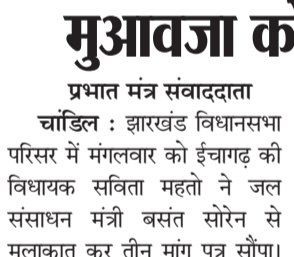 मुआवजा को
प्रभात मंत्र संवाददाता
चांडिल : झारखंड विधानसभा
परिसर में मंगलवार को ईचागढ़ की
विधायक सविता महतो ने जल
संसाधन मंत्री बसंत सोरेन से
मुलाकात कर तीन मांग पत्र सौंपा।